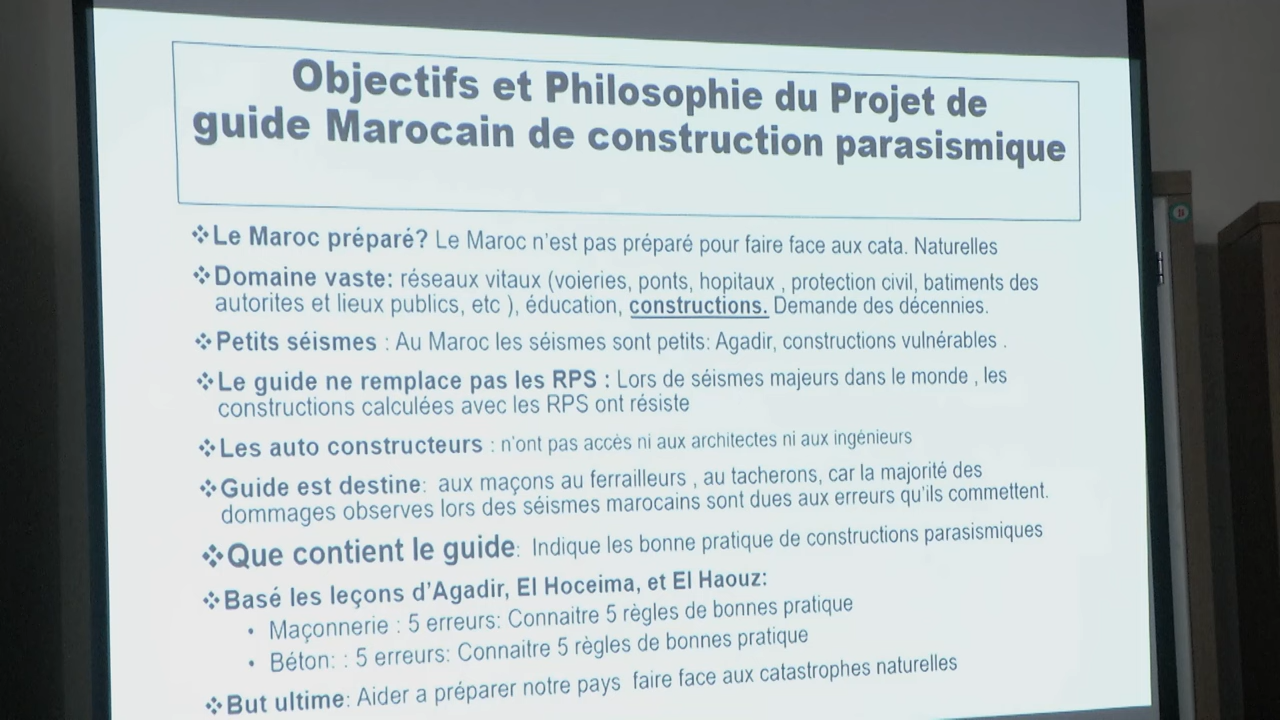 Objectifs et Philosophie du Projet de
guide Marocain de construction parasismique
❖Le Maroc préparé? Le Maroc n'est pas préparé pour faire face aux cata. Naturelles
❖Domaine vaste: réseaux vitaux (voieries, ponts, hopitaux , protection civil, batiments des
autorites et lieux publics, etc ), éducation, constructions. Demande des décennies.
❖Petits séismes : Au Maroc les séismes sont petits: Agadir, constructions vulnérables .
❖Le guide ne remplace pas les RPS : Lors de séismes majeurs dans le monde , les
constructions calculées avec les RPS ont résiste
❖Les auto constructeurs : n'ont pas accès ni aux architectes ni aux ingénieurs
❖Guide est destine: aux maçons au ferrailleurs , au tacherons, car la majorité des
dommages observes lors des séismes marocains sont dues aux erreurs qu'ils commettent.
❖Que contient le guide: Indique les bonne pratique de constructions parasismiques
❖Basé les leçons d'Agadir, El Hoceima, et El Haouz:
• Maçonnerie : 5 erreurs: Connaitre 5 règles de bonnes pratique
• Béton: : 5 erreurs: Connaitre 5 règles de bonnes pratique
❖But ultime: Aider a préparer notre pays faire face aux catastrophes naturelles